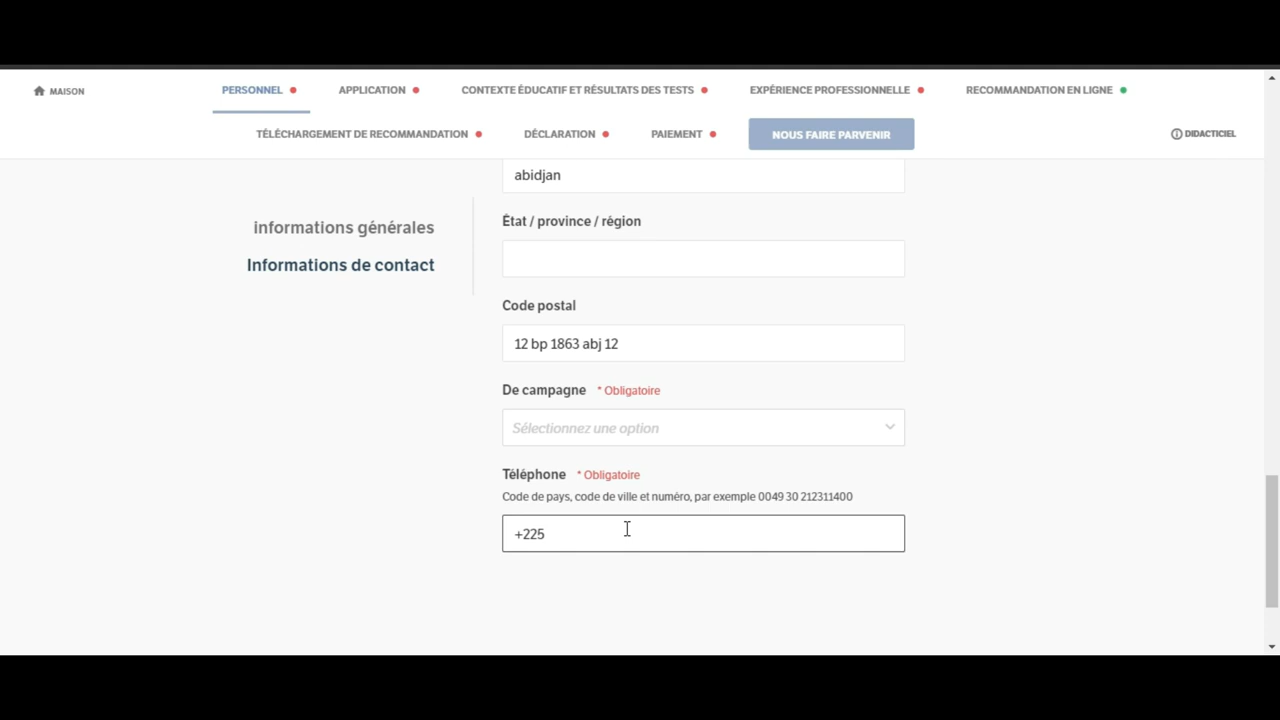 MAISON
PERSONNEL
APPLICATION
CONTEXTE ÉDUCATIF ET RÉSULTATS DES TESTS
EXPÉRIENCE PROFESSIONNELLE
RECOMMANDATION EN LIGNE
TÉLÉCHARGEMENT DE RECOMMANDATION
DÉCLARATION
PAIEMENT
NOUS FAIRE PARVENIR
DIDACTICIEL
informations générales
Informations de contact
abidjan
État / province / région
Code postal
12 bp 1863 abj 12
De campagne * Obligatoire
Sélectionnez une option
Téléphone * Obligatoire
Code de pays, code de ville et numéro, par exemple 0049 30 212311400
+225